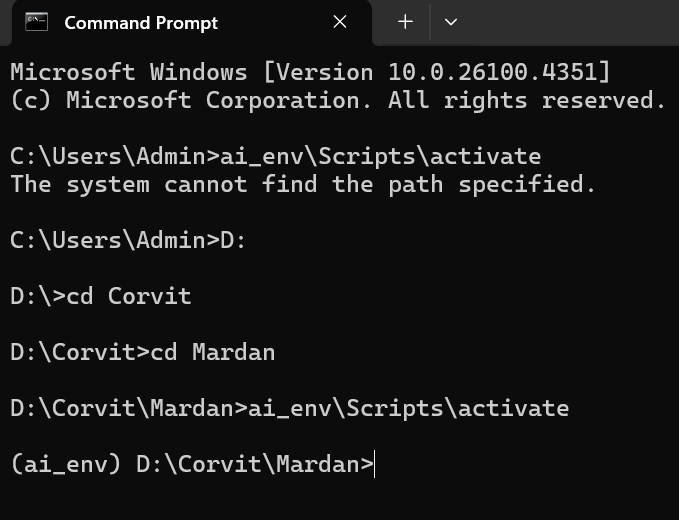 Command Prompt
Microsoft Windows [Version 10.0.26100.4351]
(c) Microsoft Corporation. All rights reserved.
C:\Users\Admin>ai_env\Scripts\activate
The system cannot find the path specified.
C:\Users\Admin>D:
D:\>cd Corvit
D:\Corvit>cd Mardan
D:\Corvit\Mardan>ai_env\Scripts\activate
(ai_env) D:\Corvit\Mardan>